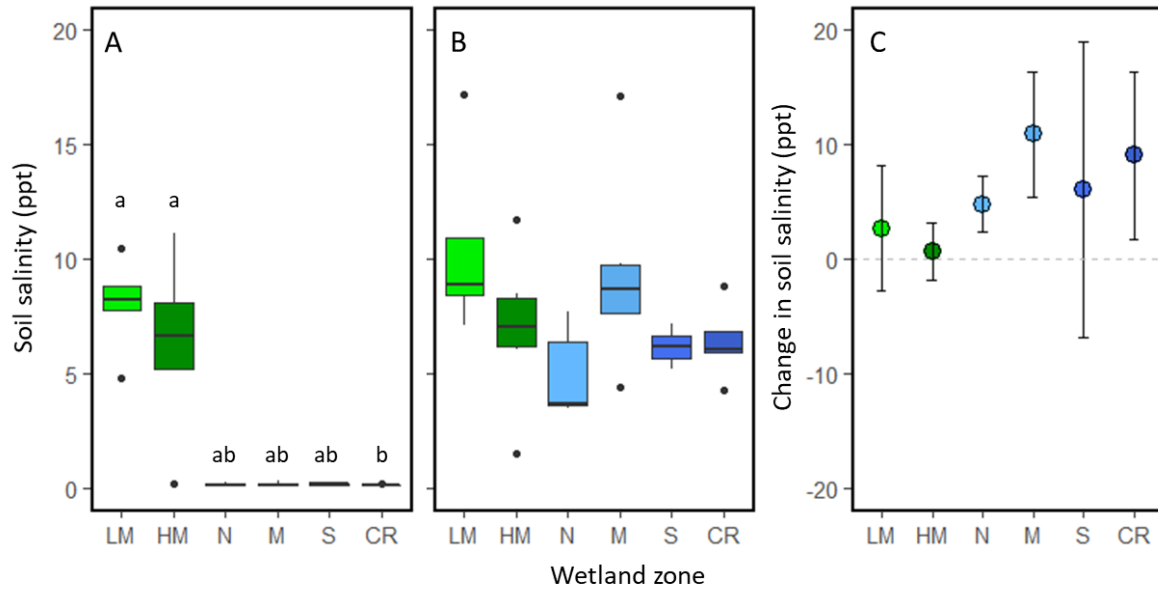 A
B
C
Soil salinity (ppt)
20
15
10
5
0
a a
ab ab ab b
LM HM N M S CR
LM HM N M S CR
Change in soil salinity (ppt)
20
10
0
-10
-20
LM HM N M S CR
Wetland zone